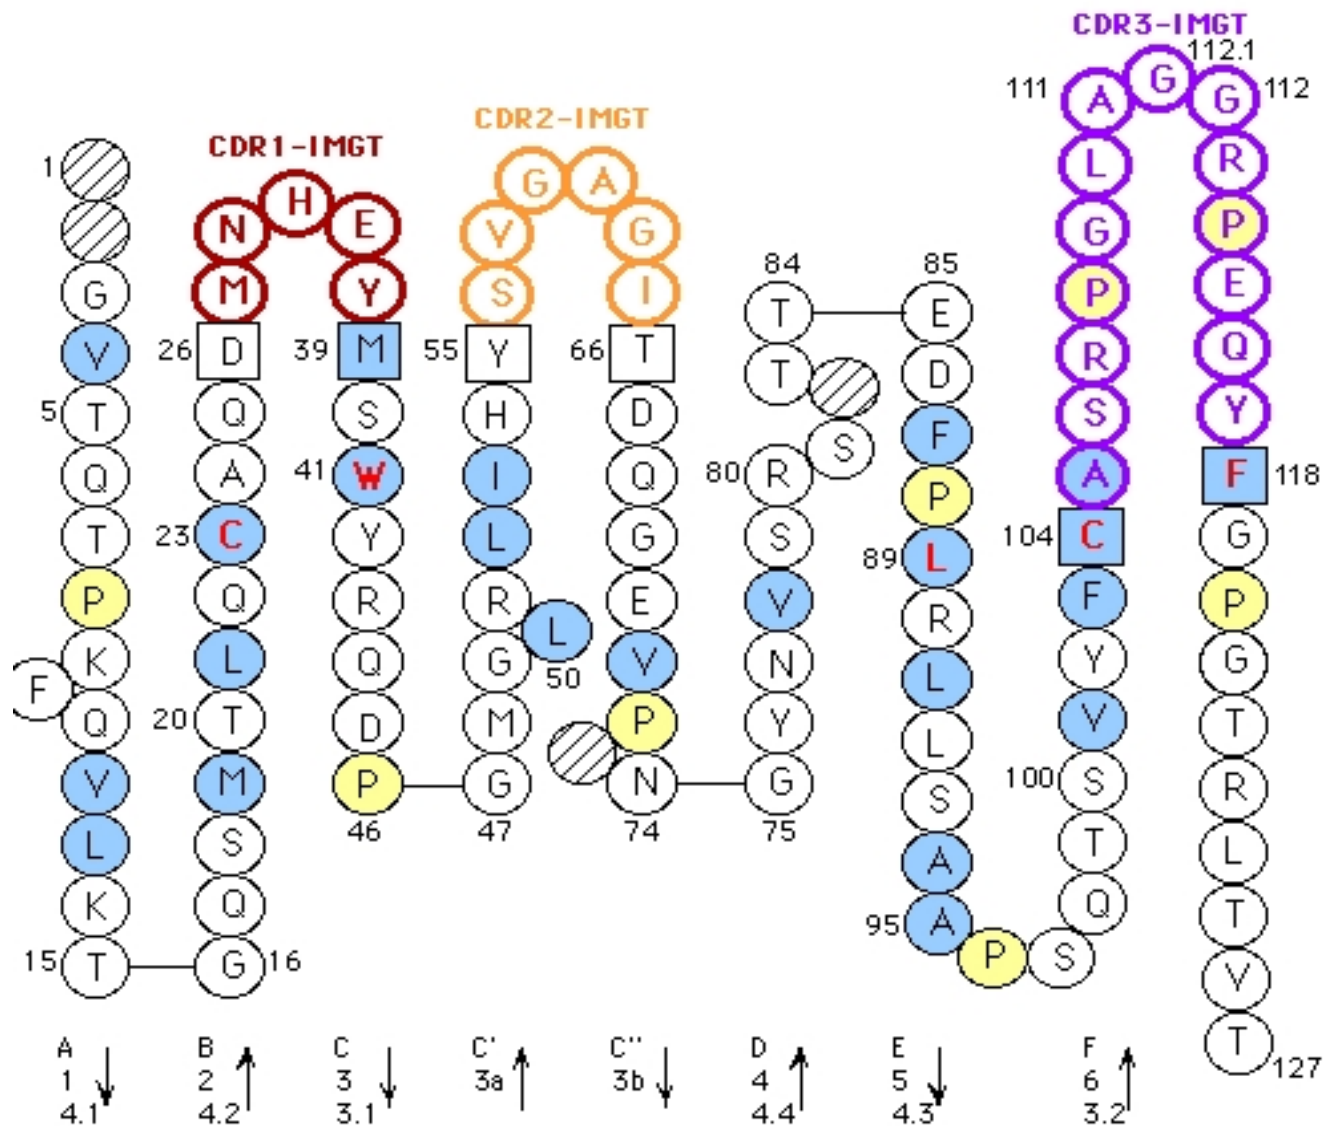 CDR3-IMGT
112.1
G
111 A G 112
CDR2-IMGT
CDR1-IMGT
1 L R
G A
H
N E V G G P
84 85
G M Y S I P E
T E
V 26 D 39 M 55 Y 66 T R Q
T D
5 T Q S H D S Y
F S
Q A 41 W I Q 80 R A F 118
P
T 23 C Y L G S 104 C G
89 L
P Q R R E V F P
R L
K L Q G V N Y G
F 50 L
Q 20 T D M P Y V T
L
V M P G N G 100 S R
S
46 47 74 75
L S T L
A
K Q Q T
95 A
P S
15 T G 16 V
T 127
A B C C' C'' D E F
1 2 3 3a 3b 4 5 6
4.1 4.2 3.1 4.4 4.3 3.2